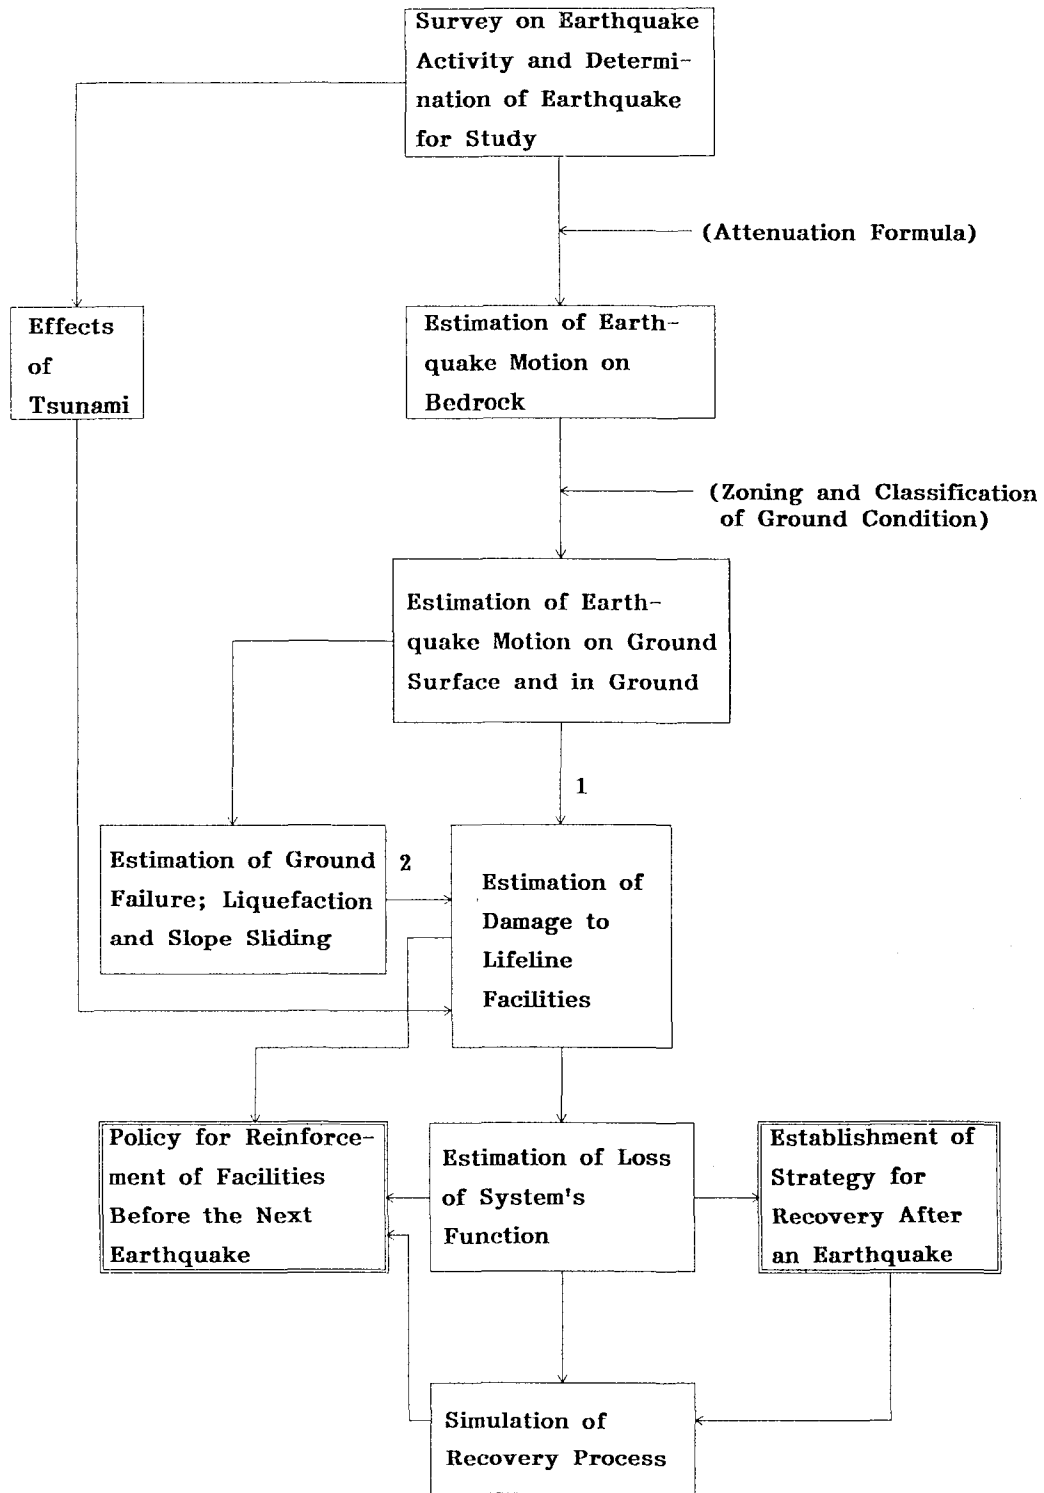 Survey on Earthquake
Activity and Determi-
nation of Earthquake
for Study
(Attenuation Formula)
Effects
of
Tsunami
Estimation of Earth-
quake Motion on
Bedrock
(Zoning and Classification
of Ground Condition)
Estimation of Earth-
quake Motion on Ground
Surface and in Ground
1
Estimation of Ground
Failure; Liquefaction
and Slope Sliding
2
Estimation of
Damage to
Lifeline
Facilities
Policy for Reinforce-
ment of Facilities
Before the Next
Earthquake
Estimation of Loss
of System's
Function
Establishment of
Strategy for
Recovery After
an Earthquake
Simulation of
Recovery Process